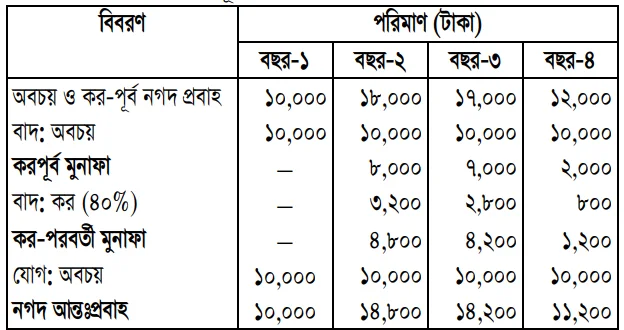 বিবরণ পরিমাণ (টাকা)
বছর-১ বছর-২ বছর-৩ বছর-৪
অবচয় ও কর-পূর্ব নগদ প্রবাহ ১০,০০০ ১৮,০০০ ১৭,০০০ ১২,০০০
বাদ: অবচয় ১০,০০০ ১০,০০০ ১০,০০০ ১০,০০০
করপূর্ব মুনাফা – ৮,০০০ ৭,০০০ ২,০০০
বাদ: কর (৪০%) – ৩,২০০ ২,৮০০ ৮০০
কর-পরবর্তী মুনাফা – ৪,৮০০ ৪,২০০ ১,২০০
যোগ: অবচয় ১০,০০০ ১০,০০০ ১০,০০০ ১০,০০০
নগদ আন্তঃপ্রবাহ ১০,০০০ ১৪,৮০০ ১৪,২০০ ১১,২০০